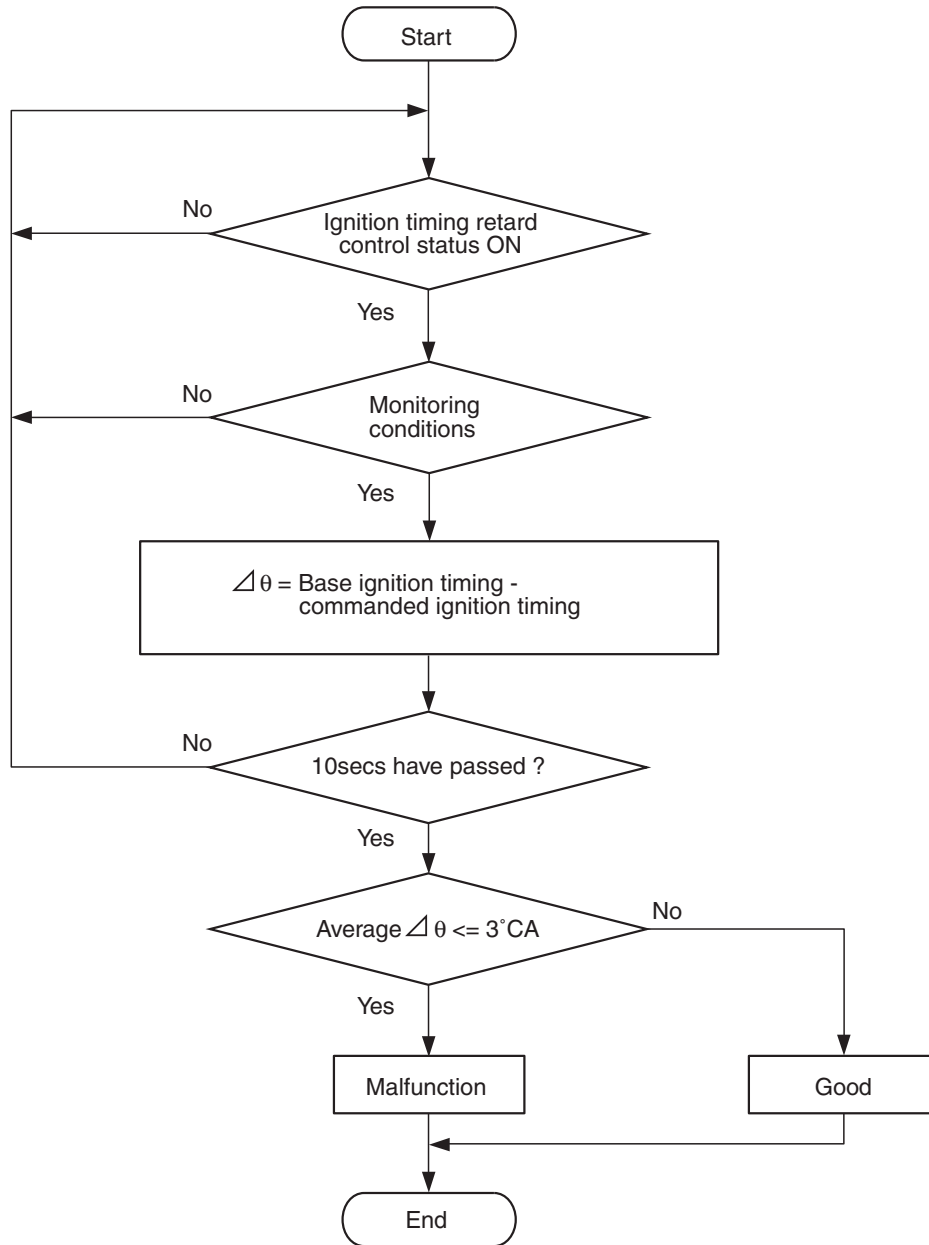 Start
No
Ignition timing retard
control status ON
Yes
No
Monitoring
conditions
Yes
⊿θ = Base ignition timing -
commanded ignition timing
No
10secs have passed ?
Yes
Average ⊿θ <= 3°CA
No
Yes
Malfunction
Good
End